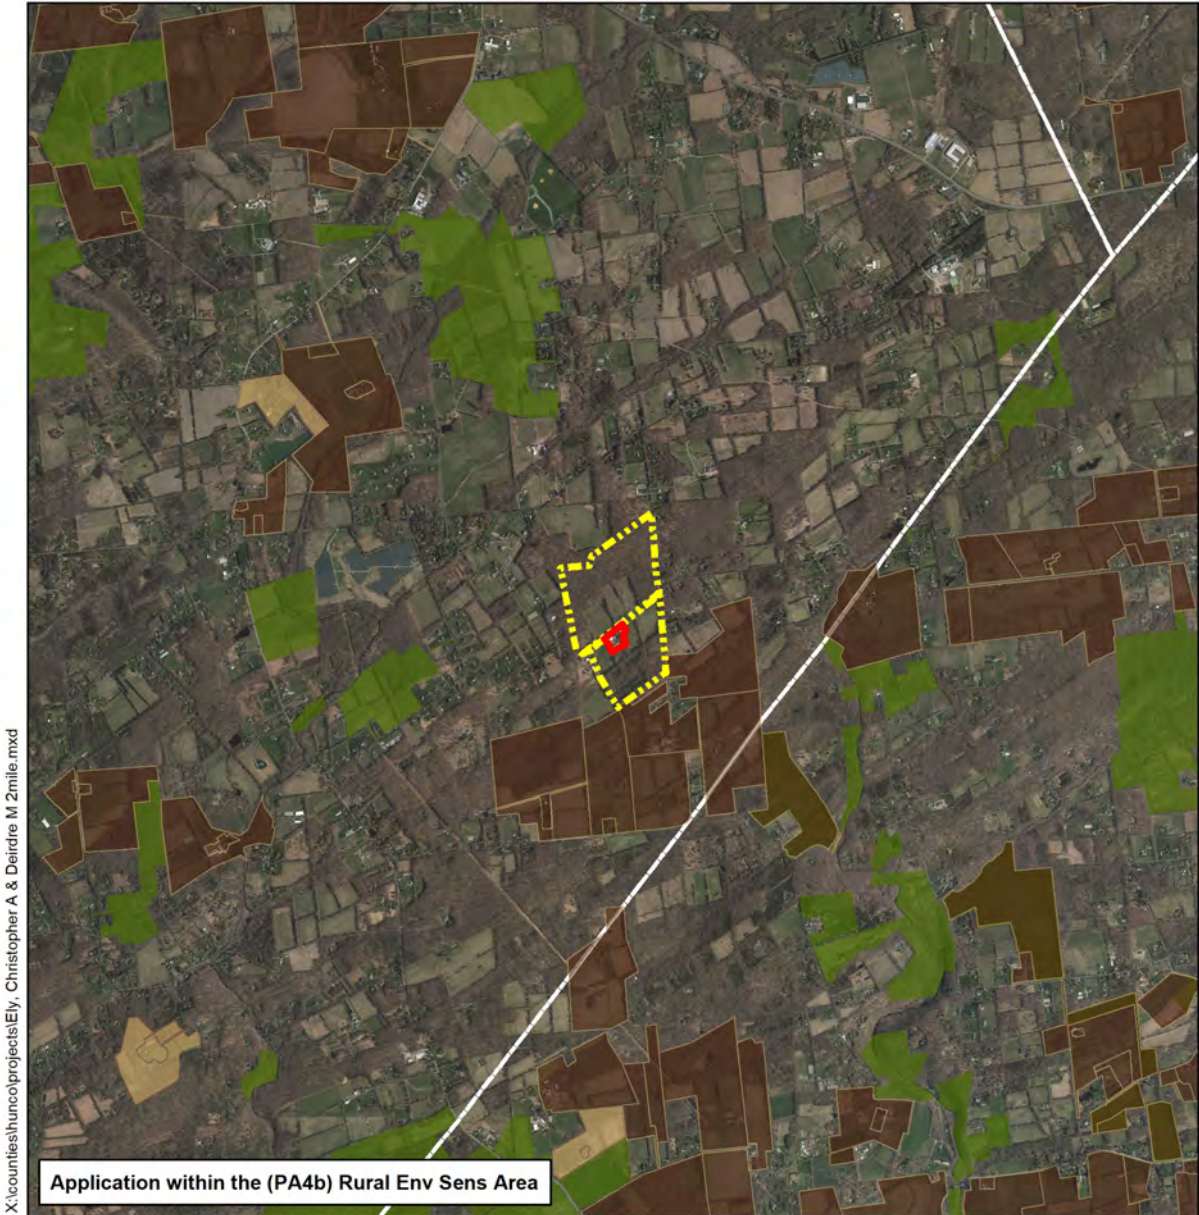 X:\counties\hunco\projects\Ely, Christopher A & Deirdre M 2mile.mxd
Application within the (PA4b) Rural Env Sens Area